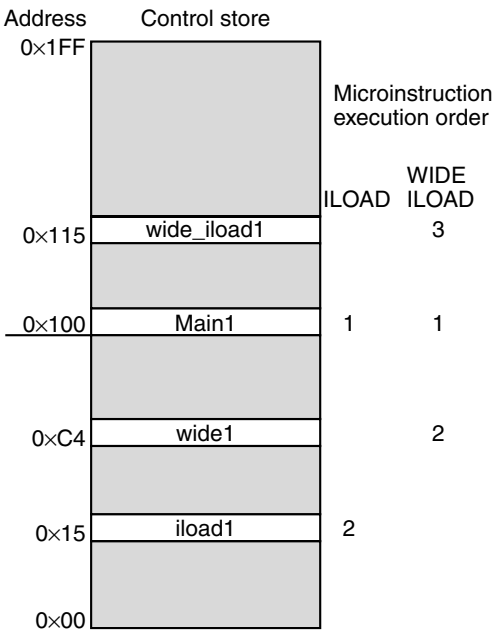 Address Control store
0×1FF
Microinstruction
execution order
WIDE
ILOAD ILOAD
0×115 wide_iload1 3
0×100 Main1 1 1
0×C4 wide1 2
0×15 iload1 2
0×00